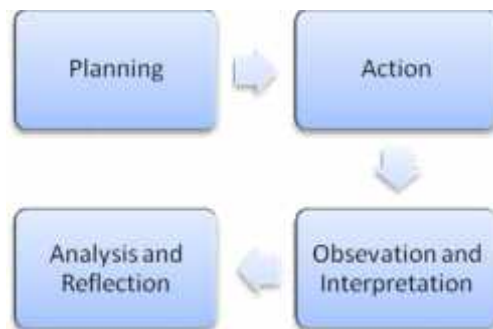 Planning
Action
Analysis and
Reflection
Obsevation and
Interpretation